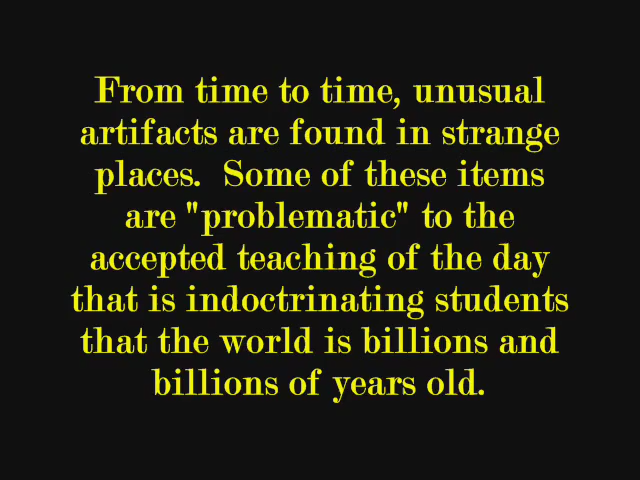 From time to time, unusual
artifacts are found in strange
places.  Some of these items
are "problematic" to the
accepted teaching of the day
that is indoctrinating students
that the world is billions and
billions of years old.